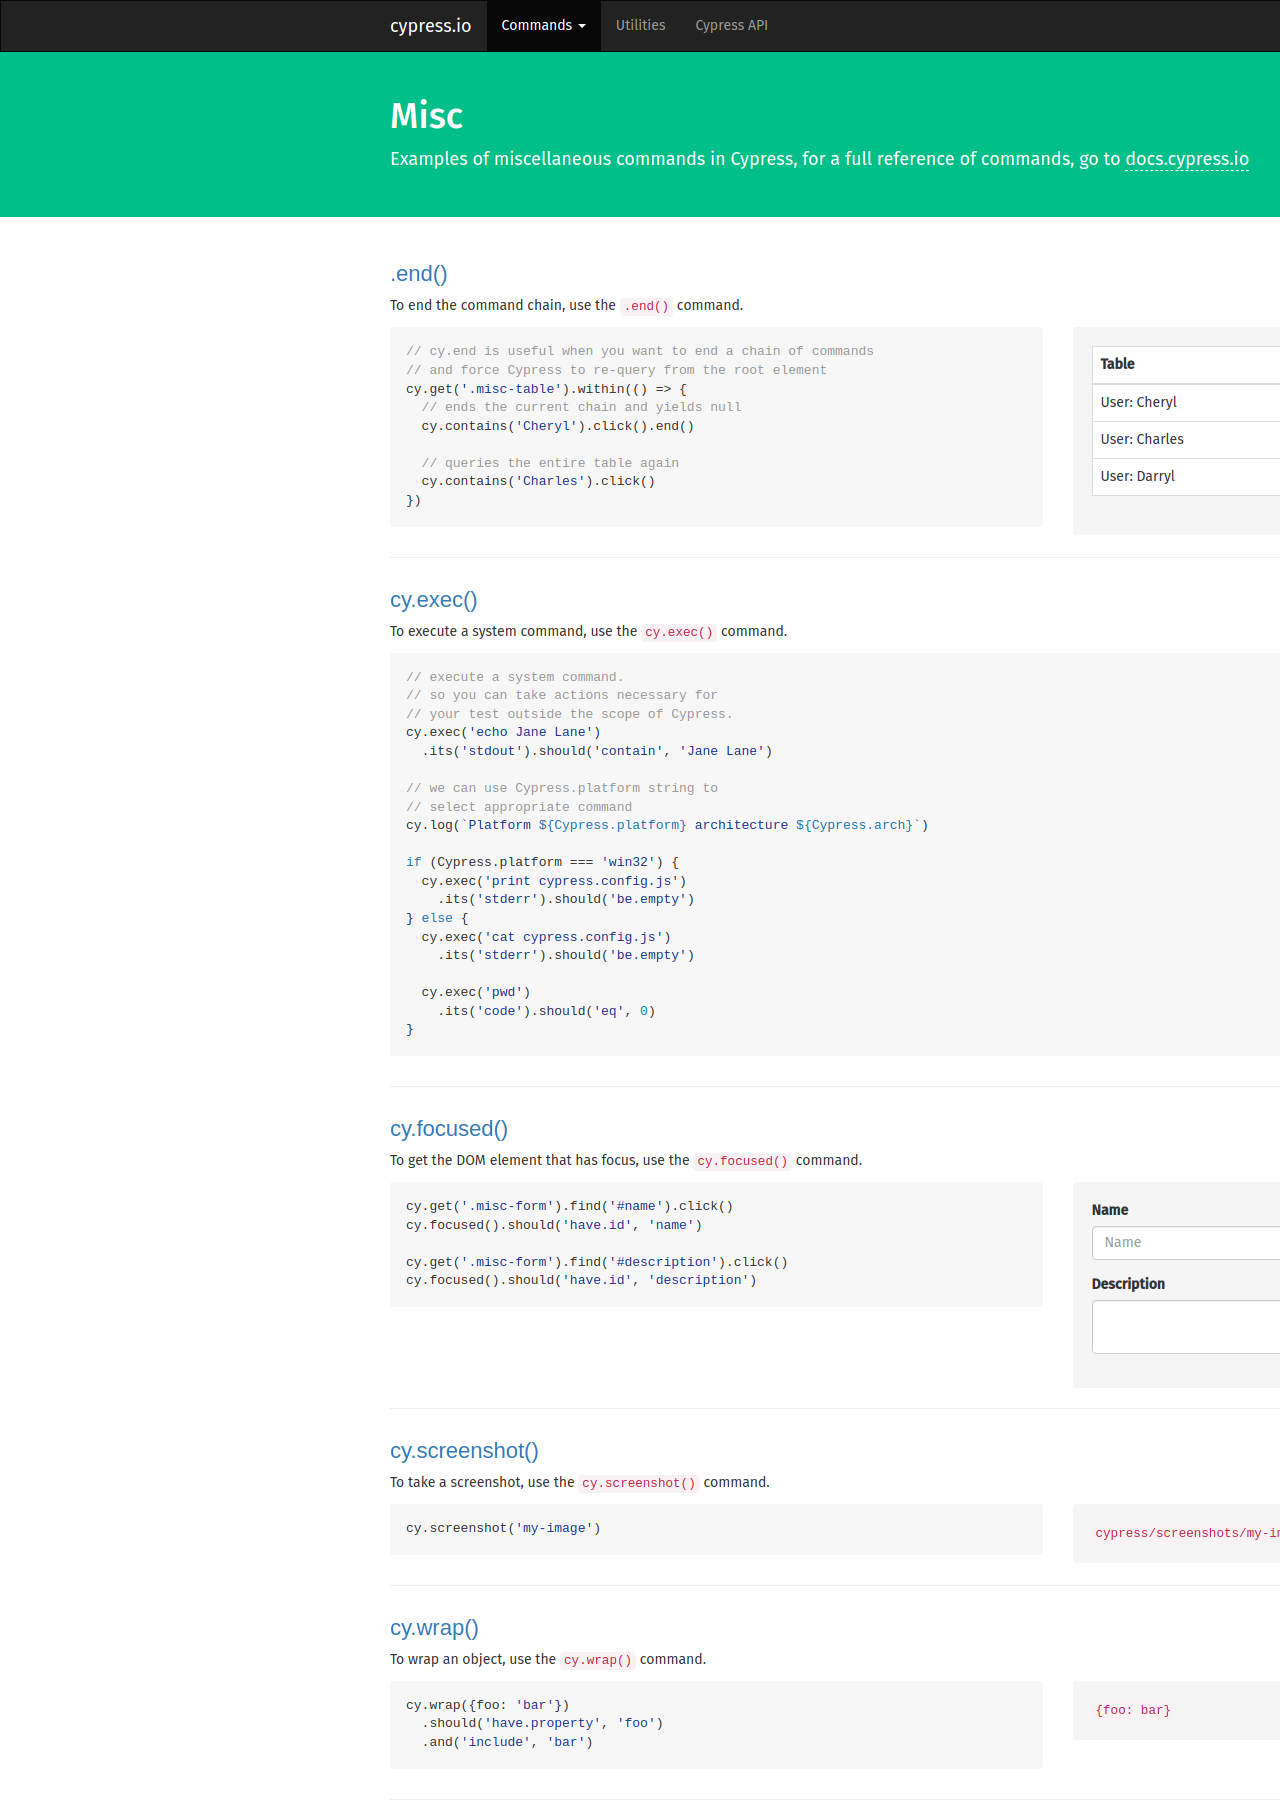 cypress.io Commands Utilities Cypress API
Misc
Examples of miscellaneous commands in Cypress, for a full reference of commands, go to docs.cypress.io
.end()
To end the command chain, use the .end() command.
// cy.end is useful when you want to end a chain of commands
// and force Cypress to re-query from the root element
cy.get('.misc-table').within(() => {
  // ends the current chain and yields null
  cy.contains('Cheryl').click().end()
  // queries the entire table again
  cy.contains('Charles').click()
})
Table
User: Cheryl
User: Charles
User: Darryl
cy.exec()
To execute a system command, use the cy.exec() command.
// execute a system command.
// so you can take actions necessary for
// your test outside the scope of Cypress.
cy.exec('echo Jane Lane')
  .its('stdout').should('contain', 'Jane Lane')
// we can use Cypress.platform string to
// select appropriate command
cy.log(`Platform ${Cypress.platform} architecture ${Cypress.arch}`)
if (Cypress.platform === 'win32') {
  cy.exec('print cypress.config.js')
    .its('stderr').should('be.empty')
} else {
  cy.exec('cat cypress.config.js')
    .its('stderr').should('be.empty')
  cy.exec('pwd')
    .its('code').should('eq', 0)
}
cy.focused()
To get the DOM element that has focus, use the cy.focused() command.
cy.get('.misc-form').find('#name').click()
cy.focused().should('have.id', 'name')
cy.get('.misc-form').find('#description').click()
cy.focused().should('have.id', 'description')
Name
Name
Description
cy.screenshot()
To take a screenshot, use the cy.screenshot() command.
cy.screenshot('my-image')
cypress/screenshots/my-im
cy.wrap()
To wrap an object, use the cy.wrap() command.
cy.wrap({foo: 'bar'})
  .should('have.property', 'foo')
  .and('include', 'bar')
{foo: bar}